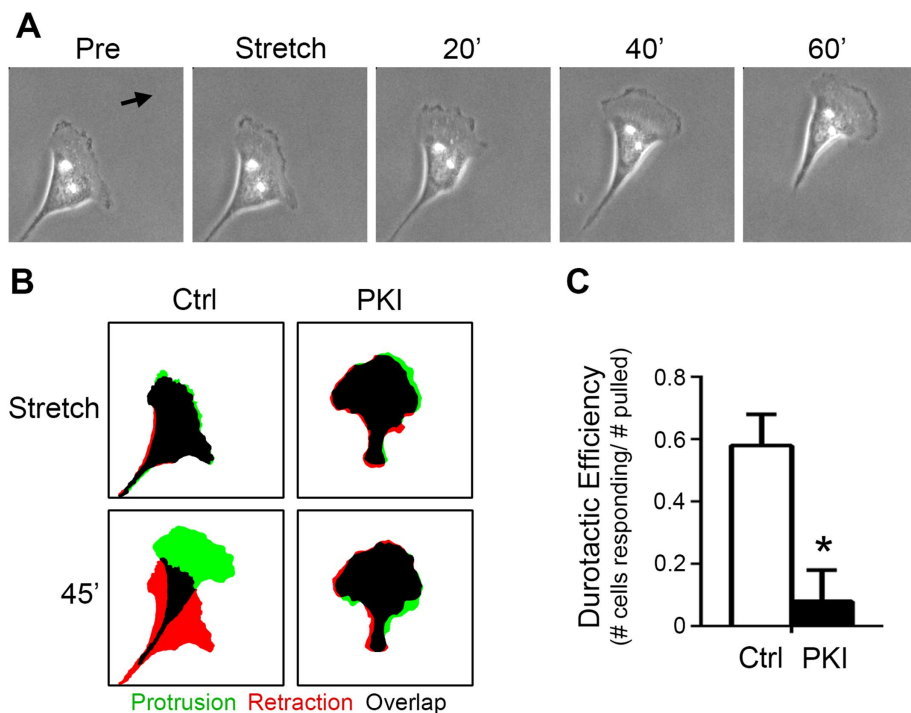 A
Pre Stretch 20' 40' 60'
B
Ctrl PKI
Stretch
45'
Protrusion Retraction Overlap
C
Durotactic Efficiency
(# cells responding/ # pulled)
0.8
0.6
0.4
0.2
0
*
Ctrl PKI